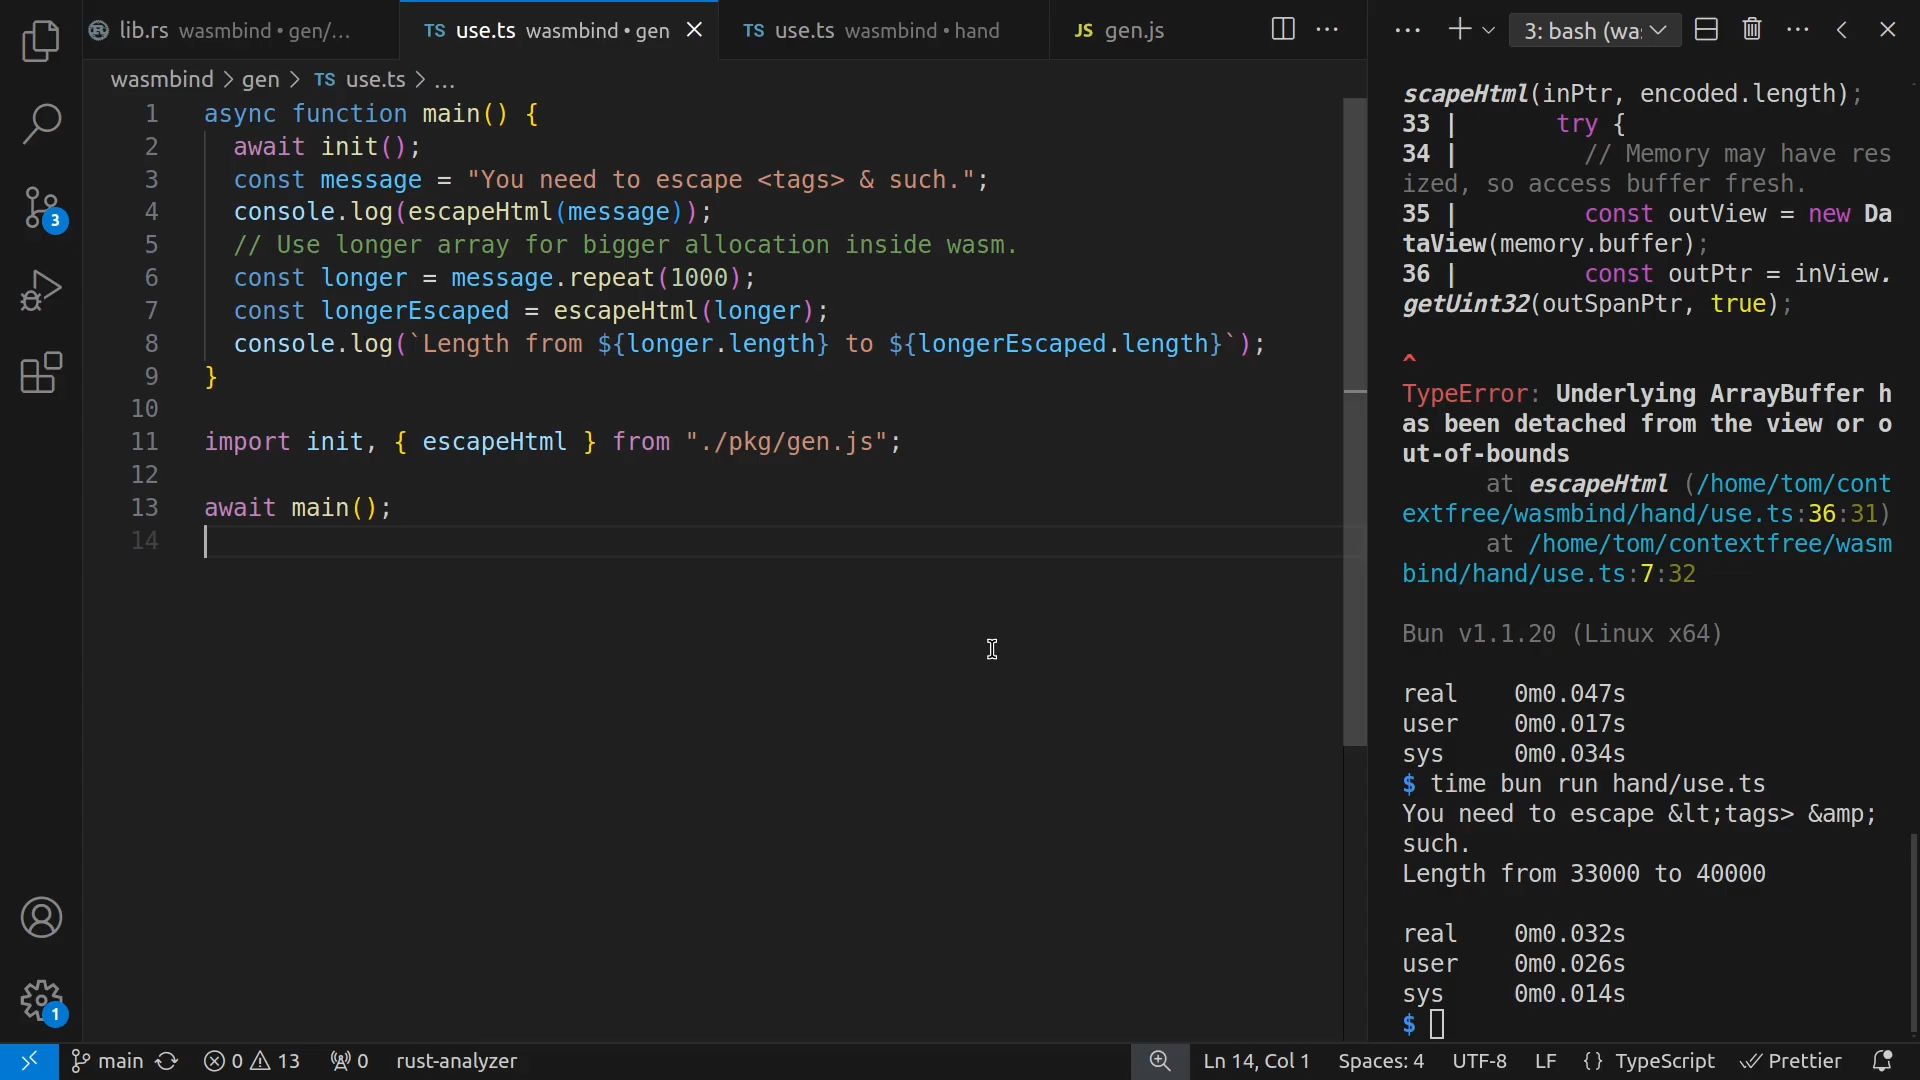 lib.rs wasmbind • gen/...
TS use.ts wasmbind • gen
TS use.ts wasmbind • hand
JS gen.js
3: bash (wa:
wasmbind > gen > TS use.ts > ...
1 async function main() {
2 await init();
3 const message = "You need to escape <tags> & such.";
4 console.log(escapeHtml(message));
5 // Use longer array for bigger allocation inside wasm.
6 const longer = message.repeat(1000);
7 const longerEscaped = escapeHtml(longer);
8 console.log(`Length from ${longer.length} to ${longerEscaped.length}`);
9 }
10
11 import init, { escapeHtml } from "./pkg/gen.js";
12
13 await main();
14
3
1
scapeHtml(inPtr, encoded.length);
33 | try {
34 | // Memory may have res
ized, so access buffer fresh.
35 | const outView = new Da
taView(memory.buffer);
36 | const outPtr = inView.
getUint32(outSpanPtr, true);
^
TypeError: Underlying ArrayBuffer h
as been detached from the view or o
ut-of-bounds
at escapeHtml (/home/tom/cont
extfree/wasmbind/hand/use.ts:36:31)
at /home/tom/contextfree/wasm
bind/hand/use.ts:7:32
Bun v1.1.20 (Linux x64)
real 0m0.047s
user 0m0.017s
sys 0m0.034s
$ time bun run hand/use.ts
You need to escape &lt;tags> &amp;
such.
Length from 33000 to 40000
real 0m0.032s
user 0m0.026s
sys 0m0.014s
$
main 0 13 0 rust-analyzer Ln 14, Col 1 Spaces: 4 UTF-8 LF {} TypeScript Prettier